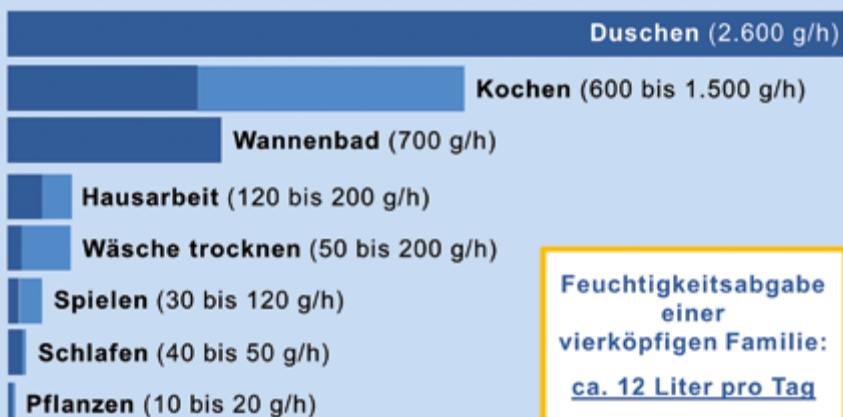 Duschen (2.600 g/h)
Kochen (600 bis 1.500 g/h)
Wannenbad (700 g/h)
Hausarbeit (120 bis 200 g/h)
Wäsche trocknen (50 bis 200 g/h)
Spielen (30 bis 120 g/h)
Schlafen (40 bis 50 g/h)
Pflanzen (10 bis 20 g/h)
Feuchtigkeitsabgabe
einer
vierköpfigen Familie:
ca. 12 Liter pro Tag